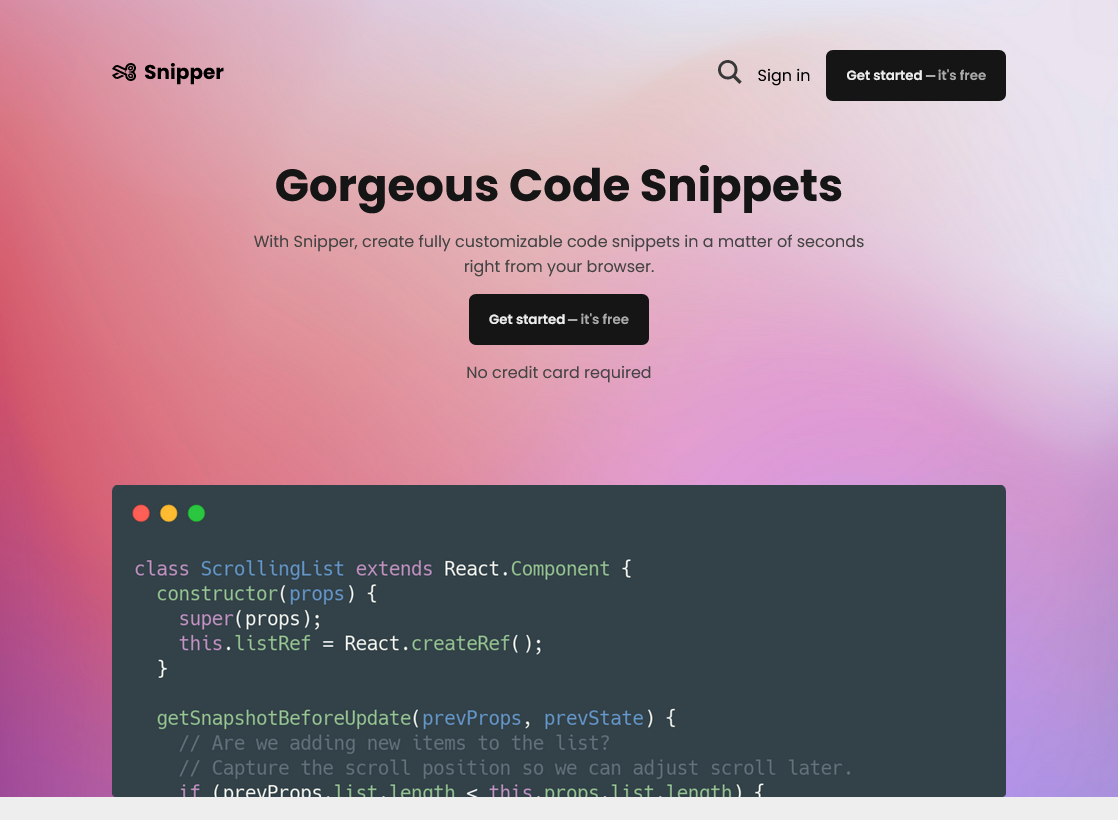 Snipper
Sign in
Get started — it's free
Gorgeous Code Snippets
With Snipper, create fully customizable code snippets in a matter of seconds
right from your browser.
Get started — it's free
No credit card required
class ScrollingList extends React.Component {
  constructor(props) {
    super(props);
    this.listRef = React.createRef();
  }
  getSnapshotBeforeUpdate(prevProps, prevState) {
    // Are we adding new items to the list?
    // Capture the scroll position so we can adjust scroll later.
    if (prevProps.list.length < this.props.list.length) {